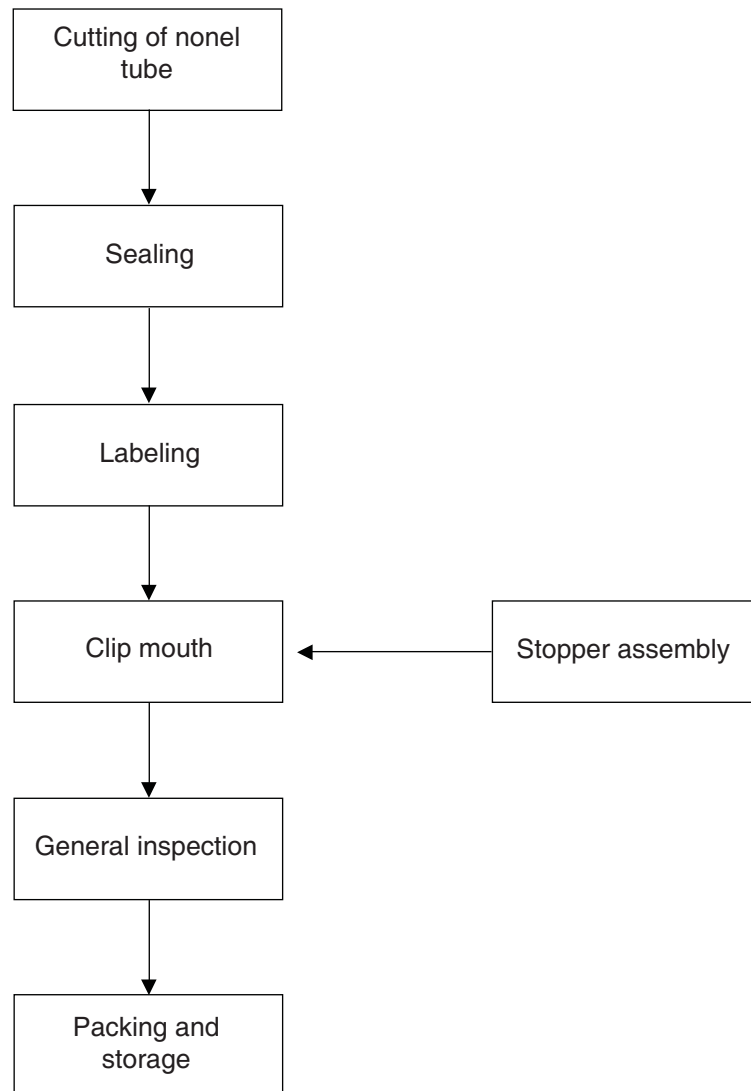 Cutting of nonel
tube
Sealing
Labeling
Clip mouth
Stopper assembly
General inspection
Packing and
storage